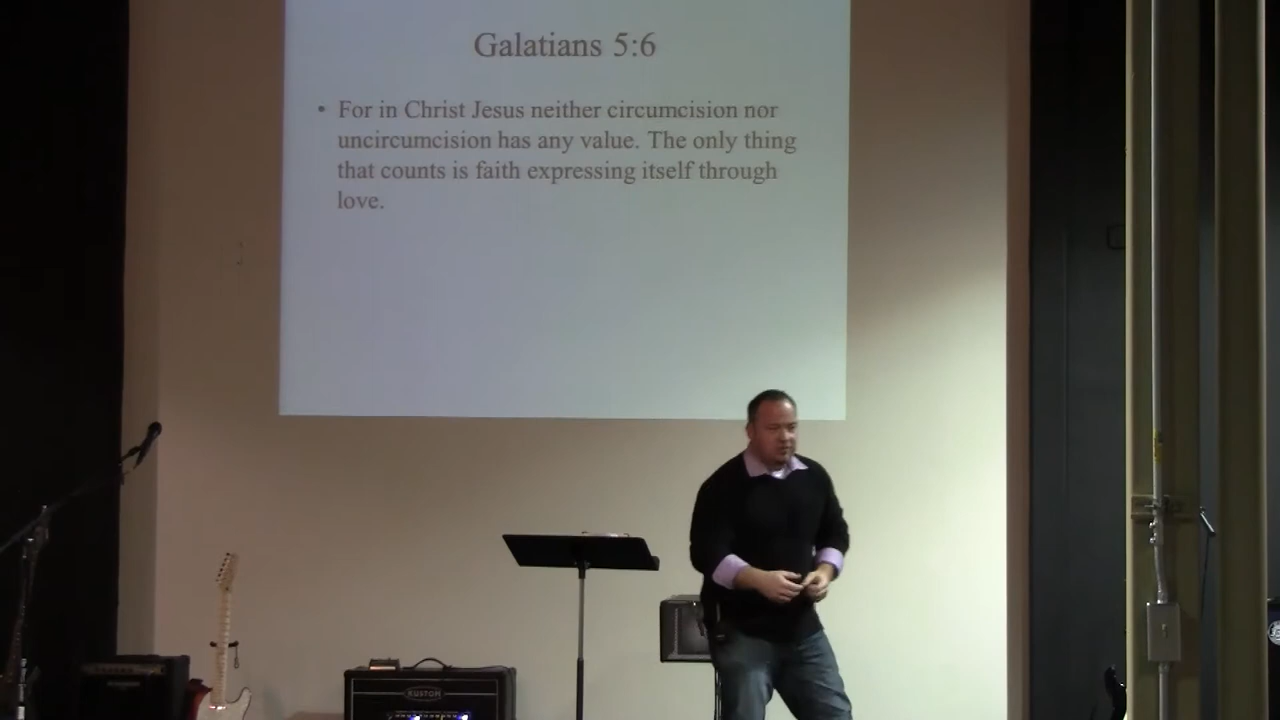 Galatians 5:6
• For in Christ Jesus neither circumcision nor
uncircumcision has any value. The only thing
that counts is faith expressing itself through
love.
KUSTOM